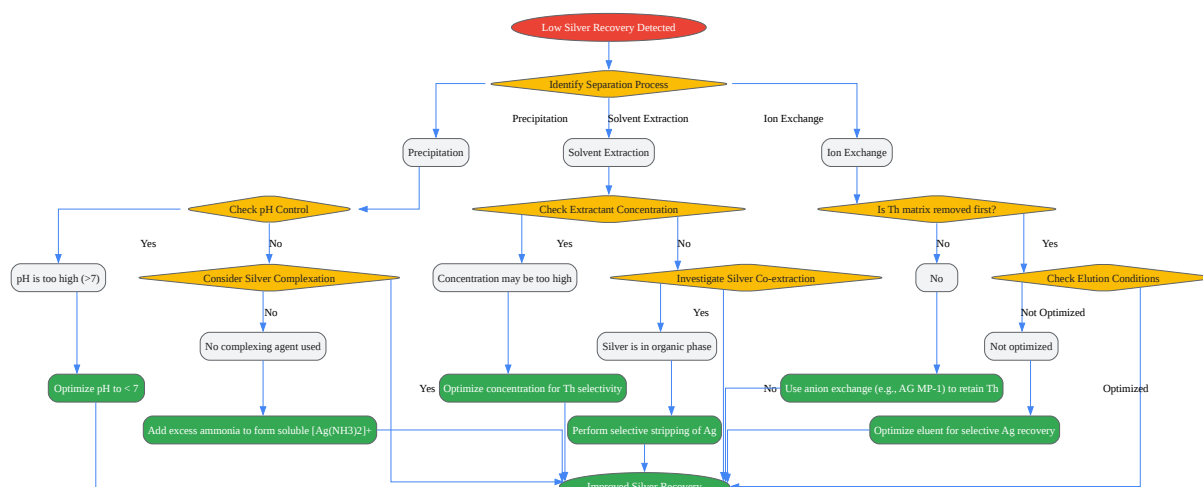 Low Silver Recovery Detected
Identify Separation Process
Precipitation
Solvent Extraction
Ion Exchange
Precipitation
Solvent Extraction
Ion Exchange
Check pH Control
Check Extractant Concentration
Is Th matrix removed first?
Yes
No
Yes
No
No
Yes
pH is too high (>7)
Consider Silver Complexation
Concentration may be too high
Investigate Silver Co-extraction
No
Check Elution Conditions
No
Yes
Not Optimized
No complexing agent used
Silver is in organic phase
Not optimized
Optimize pH to < 7
Yes
Optimize concentration for Th selectivity
No
Use anion exchange (e.g., AG MP-1) to retain Th
Optimized
Add excess ammonia to form soluble [Ag(NH3)2]+
Perform selective stripping of Ag
Optimize eluent for selective Ag recovery
Improved Silver Recovery